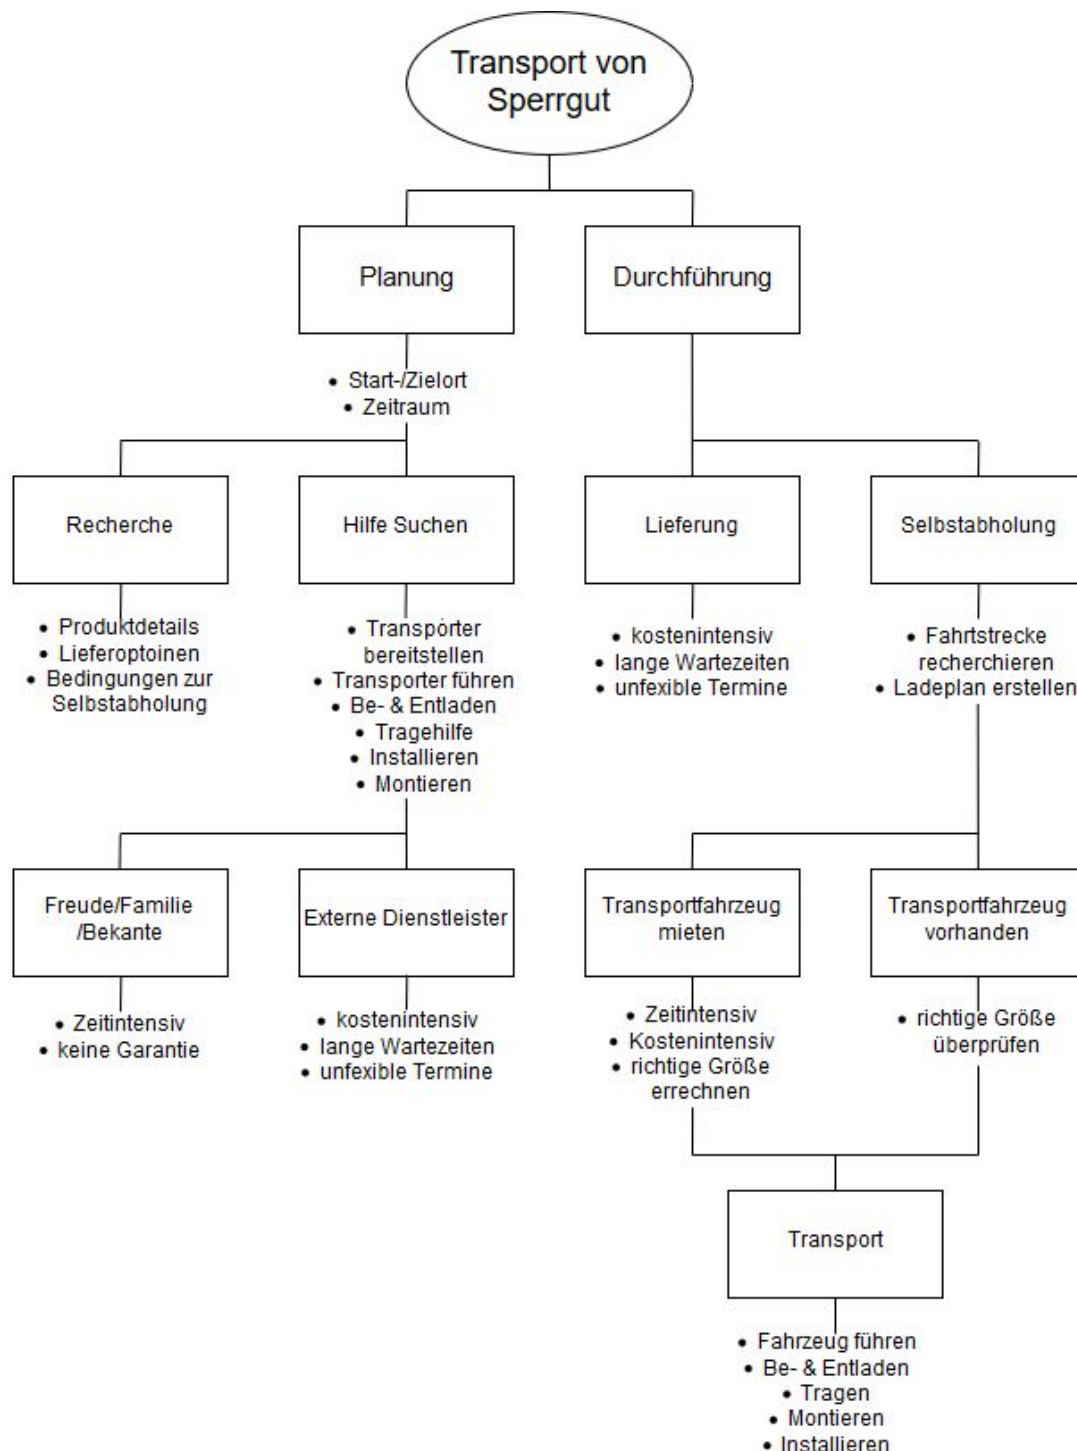 Transport von
Sperrgut
Planung
Durchführung
• Start-/Zielort
• Zeitraum
Recherche
Hilfe Suchen
Lieferung
Selbstabholung
• Produktdetails
• Lieferoptoinen
• Bedingungen zur
Selbstabholung
• Transporter
bereitstellen
• Transporter führen
• Be- & Entladen
• Tragehilfe
• Installieren
• Montieren
• kostenintensiv
• lange Wartezeiten
• unfexible Termine
• Fahrtstrecke
recherchieren
• Ladeplan erstellen
Freude/Familie
/Bekante
Externe Dienstleister
Transportfahrzeug
mieten
Transportfahrzeug
vorhanden
• Zeitintensiv
• keine Garantie
• kostenintensiv
• lange Wartezeiten
• unfexible Termine
• Zeitintensiv
• Kostenintensiv
• richtige Größe
errechnen
• richtige Größe
überprüfen
Transport
• Fahrzeug führen
• Be- & Entladen
• Tragen
• Montieren
• Installieren